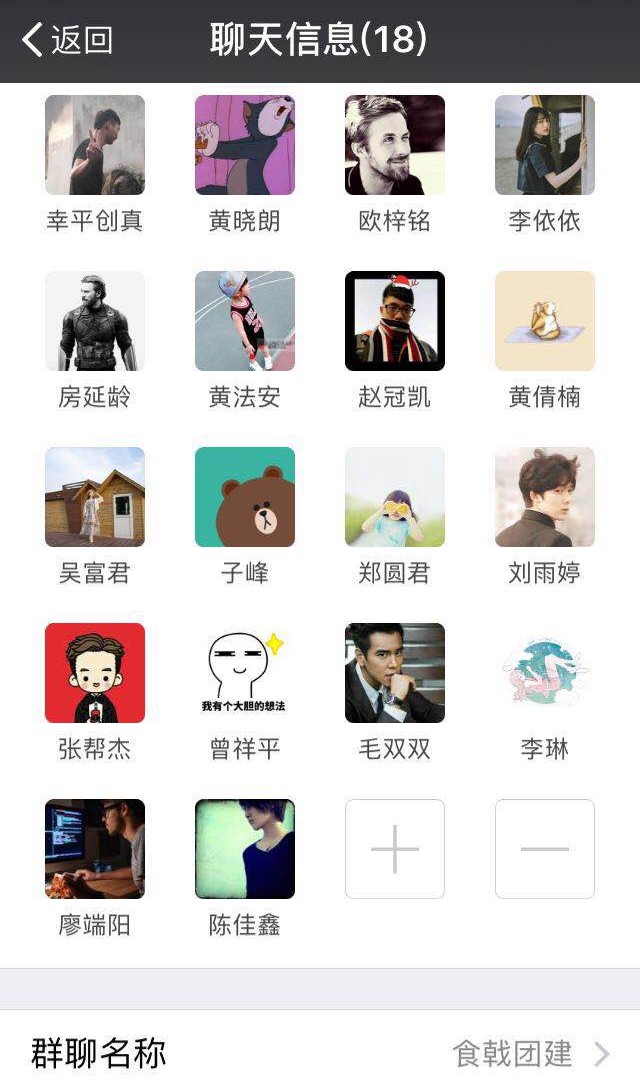 返回
聊天信息(18)
幸平创真 黄晓朗 欧梓铭 李依依
房延龄 黄法安 赵冠凯 黄倩楠
吴富君 子峰 郑圆君 刘雨婷
我有个大胆的想法
张帮杰 曾祥平 毛双双 李琳
廖端阳 陈佳鑫
群聊名称 食戟团建